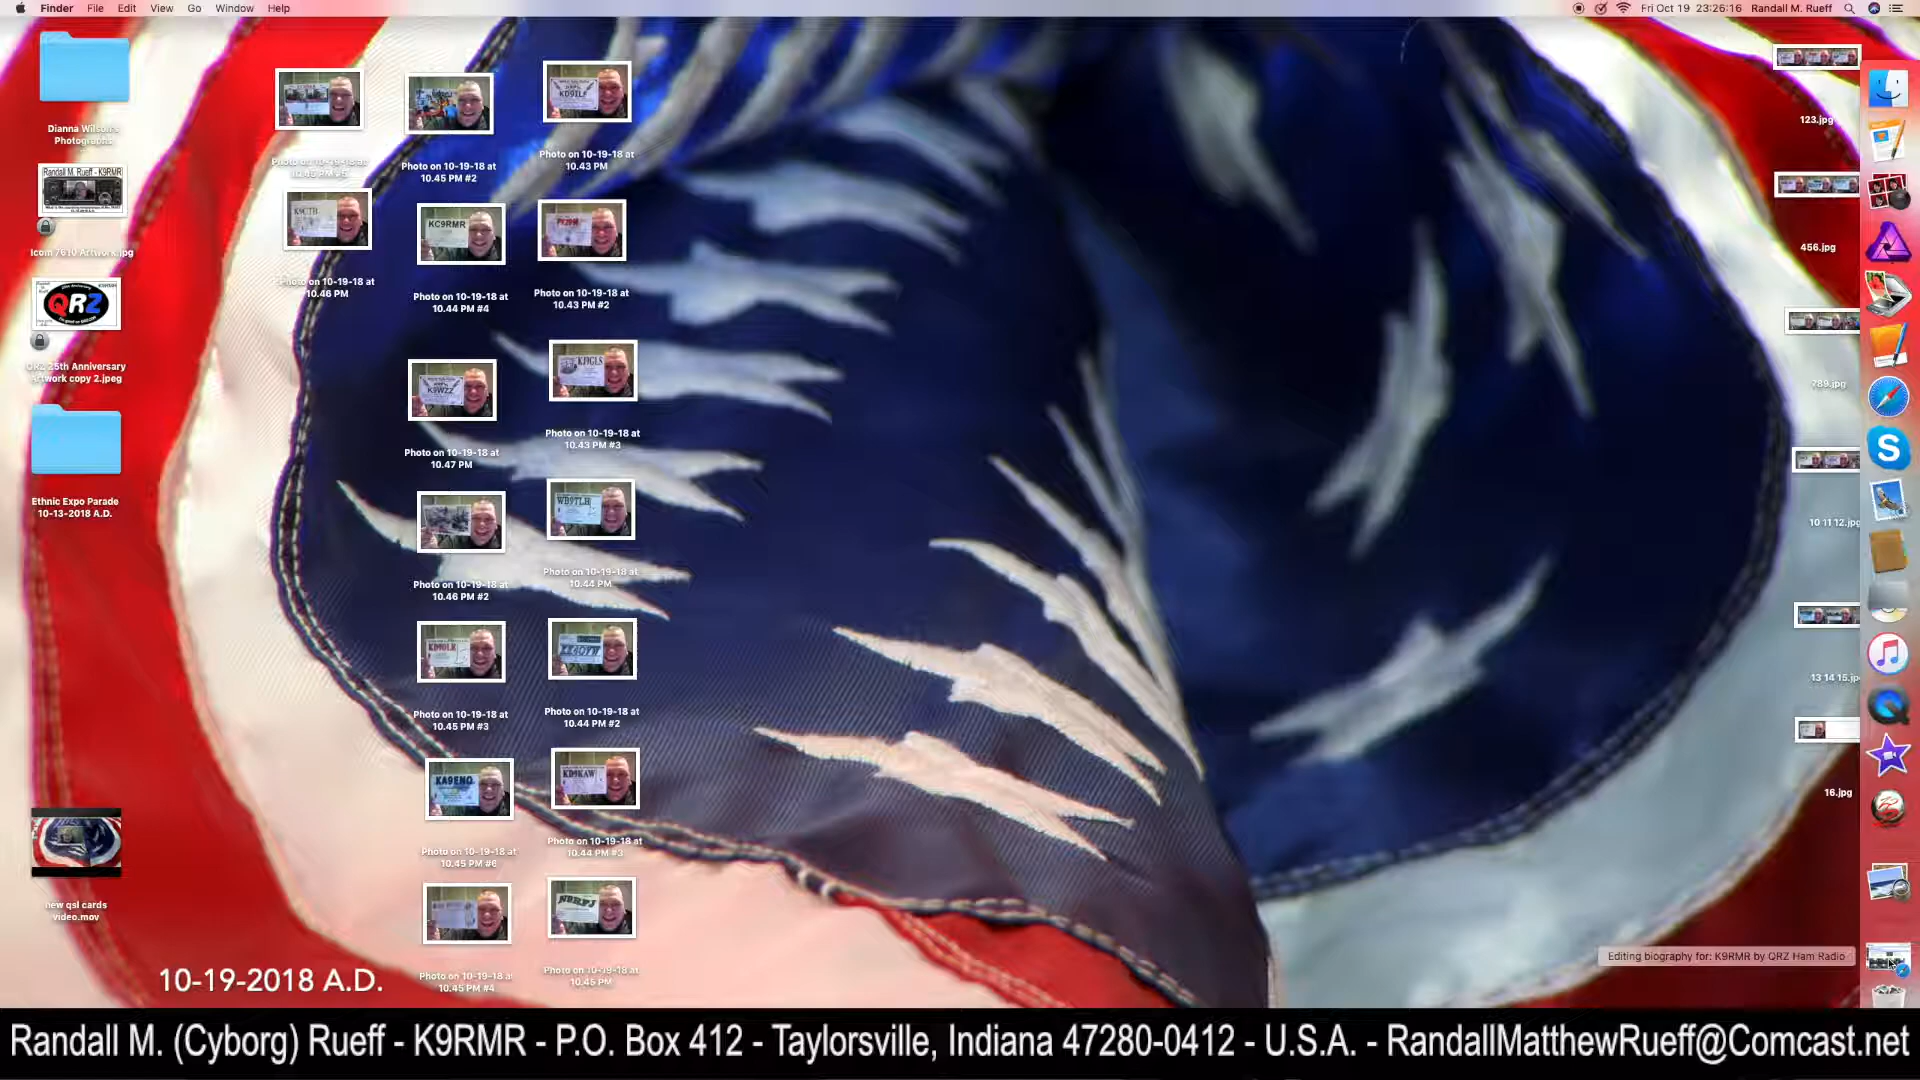 Finder File Edit View Go Window Help
Fri Oct 19 23:26:16 Randall M. Rueff
Dianna Wilson's
Photographs
Randall M. Rueff - K9RMR
Icom 7610 Artwork.jpg
QRZ
QRZ 25th Anniversary
Artwork copy 2.jpeg
Ethnic Expo Parade
10-13-2018 A.D.
new qsl cards
video.mov
Photo on 10-19-18 at
10.45 PM #5
K9CTB
Photo on 10-19-18 at
10.46 PM
Photo on 10-19-18 at
10.45 PM #2
KC9RMR
Photo on 10-19-18 at
10.44 PM #4
K9WZZ
Photo on 10-19-18 at
10.47 PM
Photo on 10-19-18 at
10.46 PM #2
Photo on 10-19-18 at
10.45 PM #3
KA9ENO
Photo on 10-19-18 at
10.45 PM #6
Photo on 10-19-18 at
10.45 PM #4
Photo on 10-19-18 at
10.43 PM
Photo on 10-19-18 at
10.43 PM #2
Photo on 10-19-18 at
10.43 PM #3
WB9TLH
Photo on 10-19-18 at
10.44 PM
Photo on 10-19-18 at
10.44 PM #2
KD9KAW
Photo on 10-19-18 at
10.44 PM #3
Photo on 10-19-18 at
10.45 PM
123.jpg
456.jpg
789.jpg
10 11 12.jpg
13 14 15.jp
16.jpg
S
Editing biography for: K9RMR by QRZ Ham Radio
10-19-2018 A.D.
Randall M. (Cyborg) Rueff - K9RMR - P.O. Box 412 - Taylorsville, Indiana 47280-0412 - U.S.A. - RandallMatthewRueff@Comcast.net